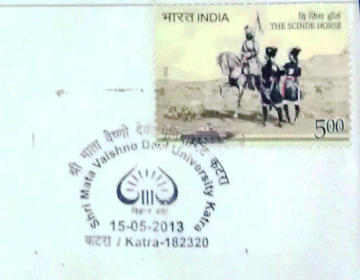 भारत INDIA
दि सिंध हॉर्स
THE SCINDE HORSE
5.00
श्री माता वैष्णो कटरा
Shri Mata Vaishno Devi University Katra
15-05-2013
कटरा / Katra-182320